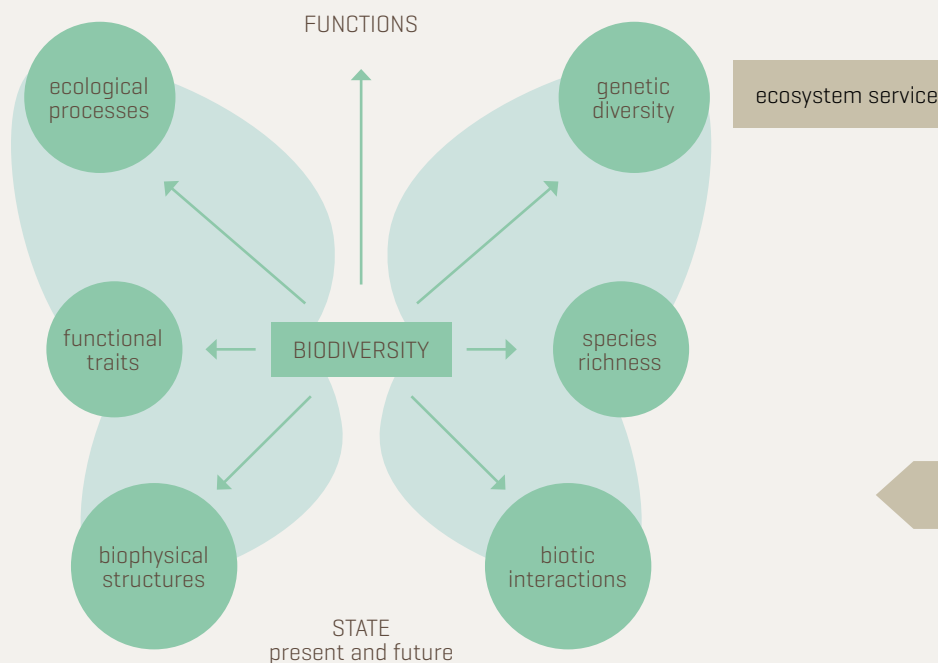 FUNCTIONS
ecological
processes
genetic
diversity
ecosystem service
functional
traits
BIODIVERSITY
species
richness
biophysical
structures
biotic
interactions
STATE
present and future